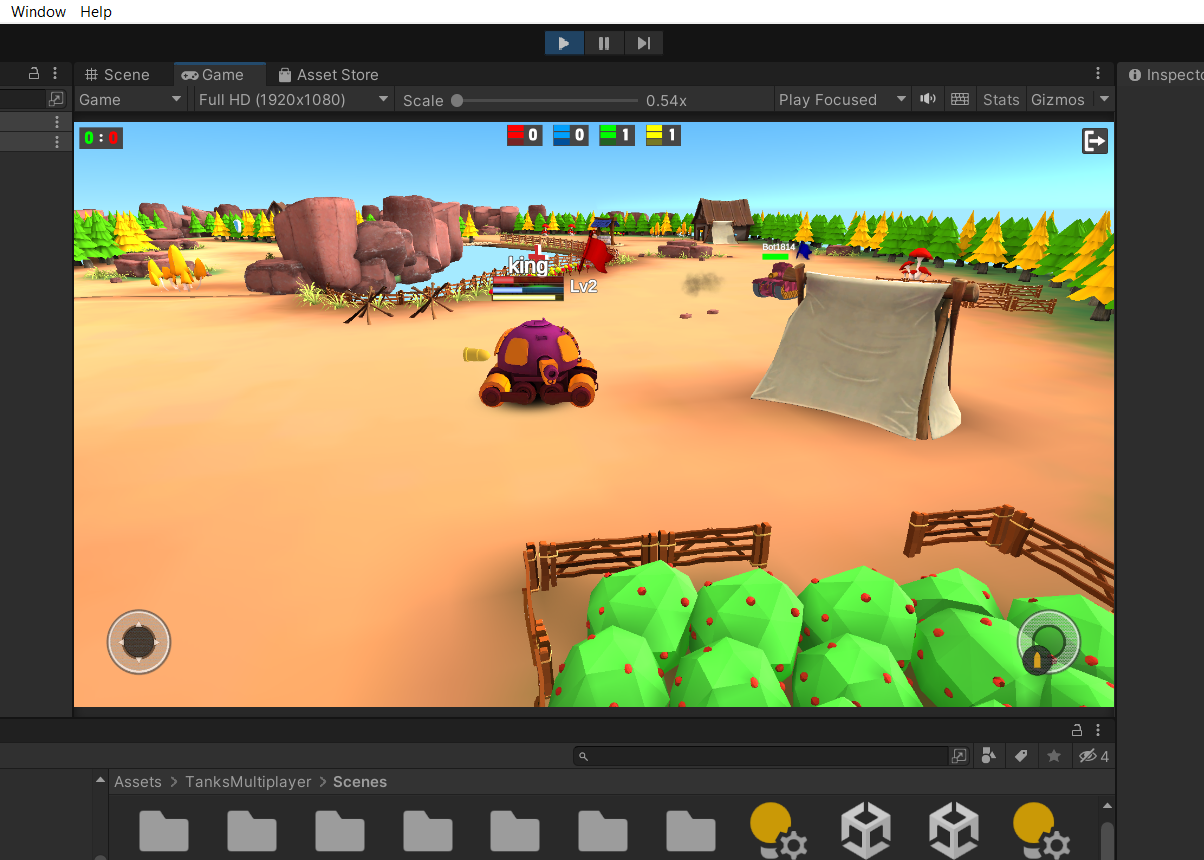 Window Help
Scene Game Asset Store
Inspecto
Game Full HD (1920x1080) Scale 0.54x Play Focused Stats Gizmos
0 : 0 0 0 1 1
Bot1814
king
Lv2
4
Assets > TanksMultiplayer > Scenes